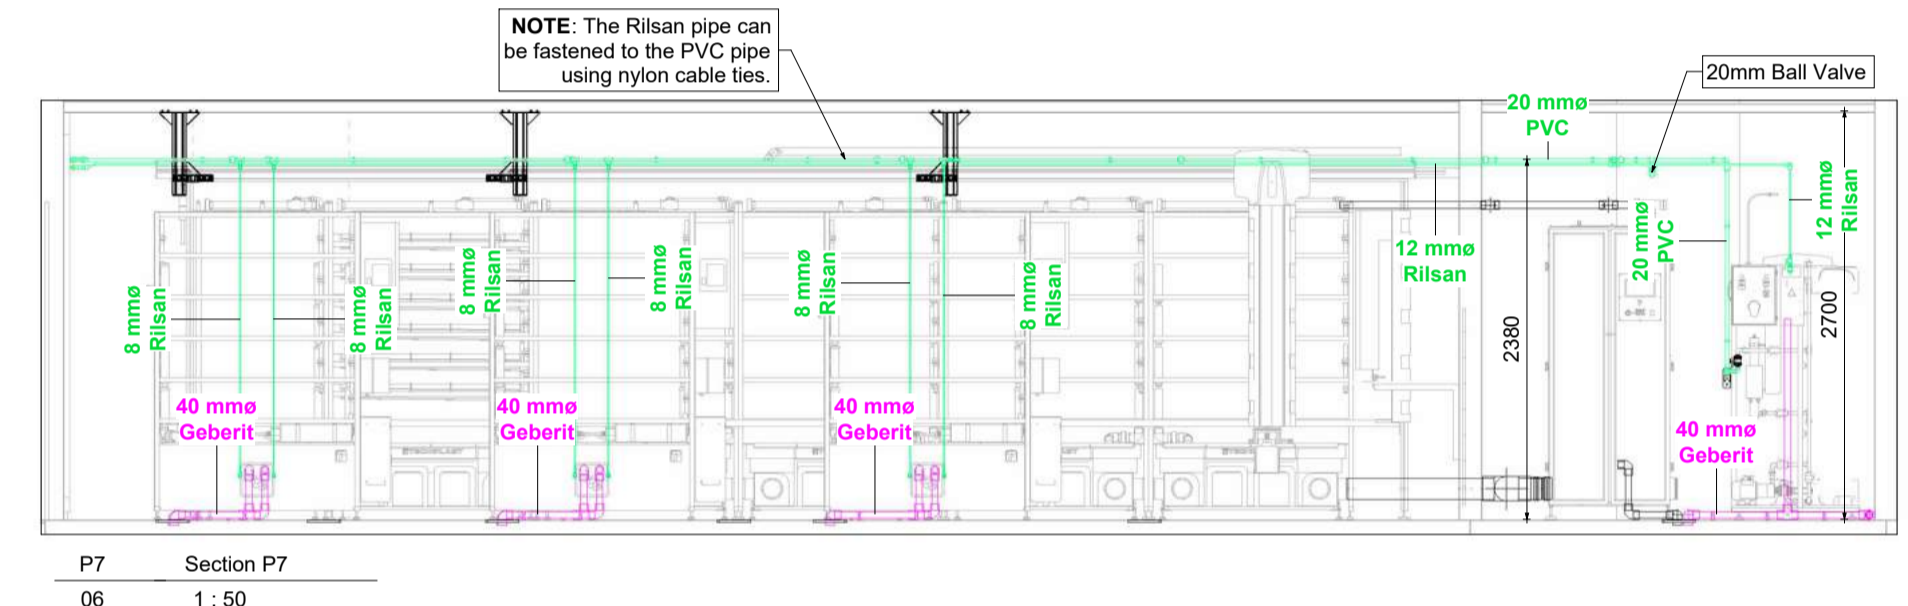 NOTE: The Rilsan pipe can
be fastened to the PVC pipe
using nylon cable ties.
20mm Ball Valve
20 mmø
PVC
12 mmø
Rilsan
12 mmø
Rilsan
20 mmø
PVC
8 mmø
Rilsan
8 mmø
Rilsan
8 mmø
Rilsan
8 mmø
Rilsan
8 mmø
Rilsan
8 mmø
Rilsan
2380
2700
40 mmø
Geberit
40 mmø
Geberit
40 mmø
Geberit
40 mmø
Geberit
P7
Section P7
06
1 : 50